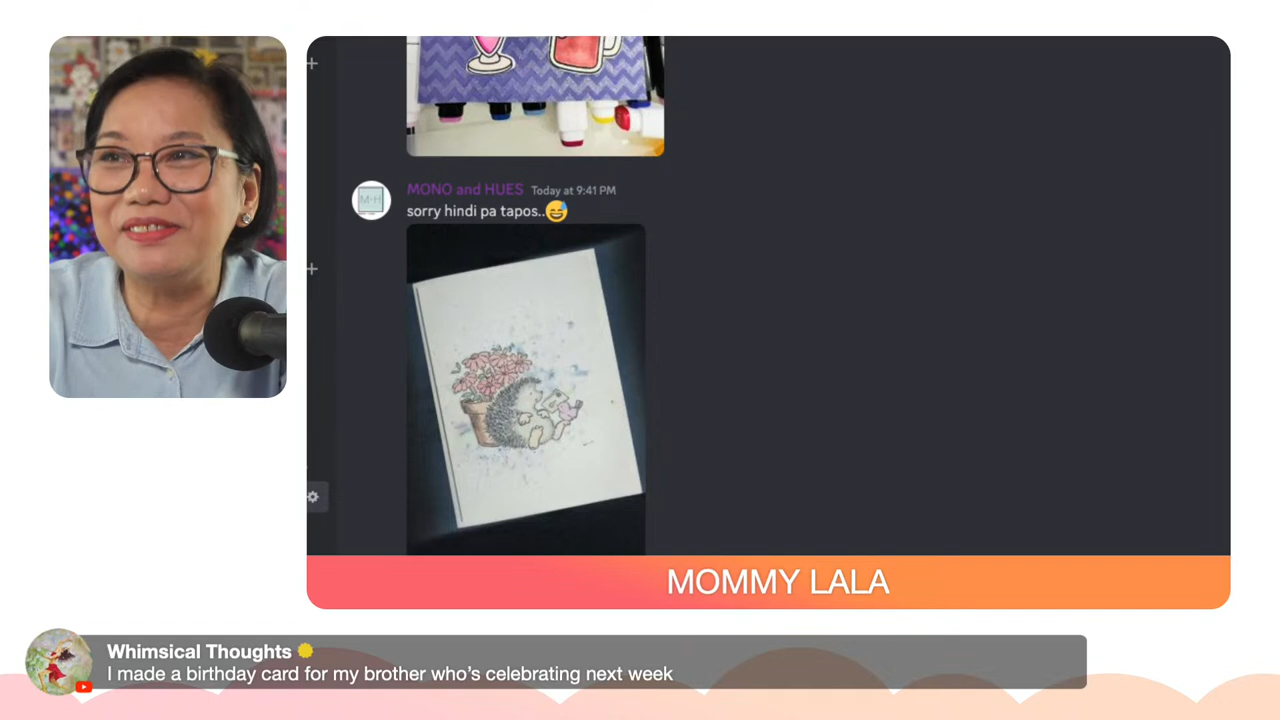 MONO and HUES Today at 9:41 PM
M·H
sorry hindi pa tapos..😅
MOMMY LALA
Whimsical Thoughts
I made a birthday card for my brother who's celebrating next week